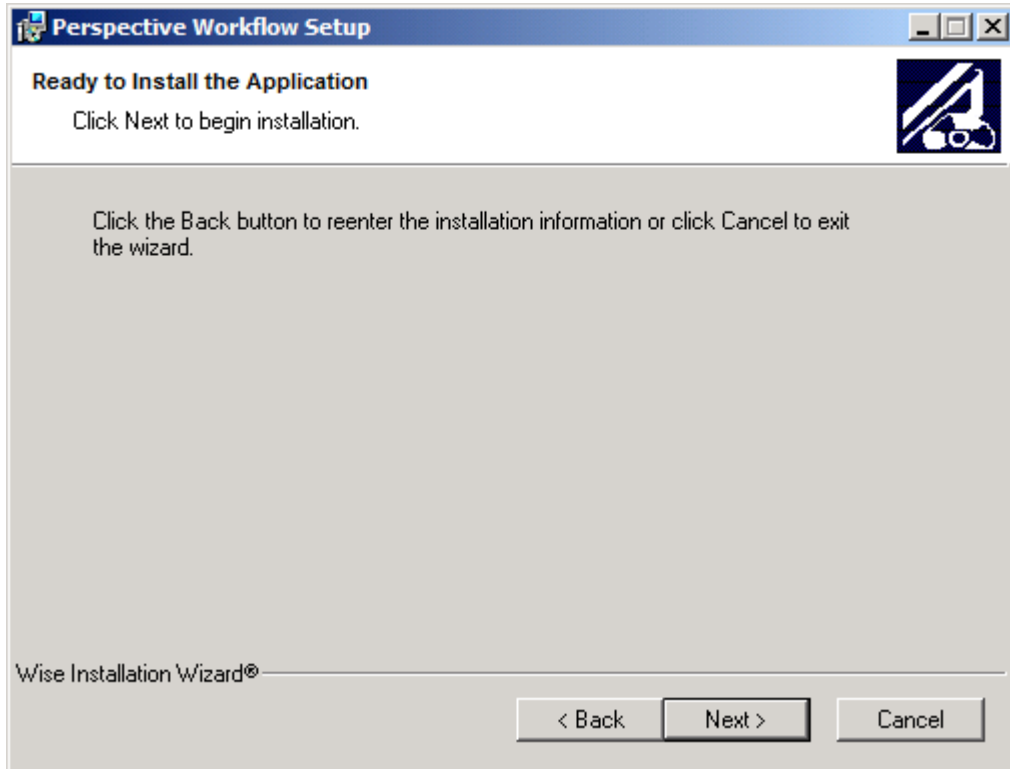 Perspective Workflow Setup
Ready to Install the Application
Click Next to begin installation.
Click the Back button to reenter the installation information or click Cancel to exit
the wizard.
Wise Installation Wizard®
< Back Next > Cancel